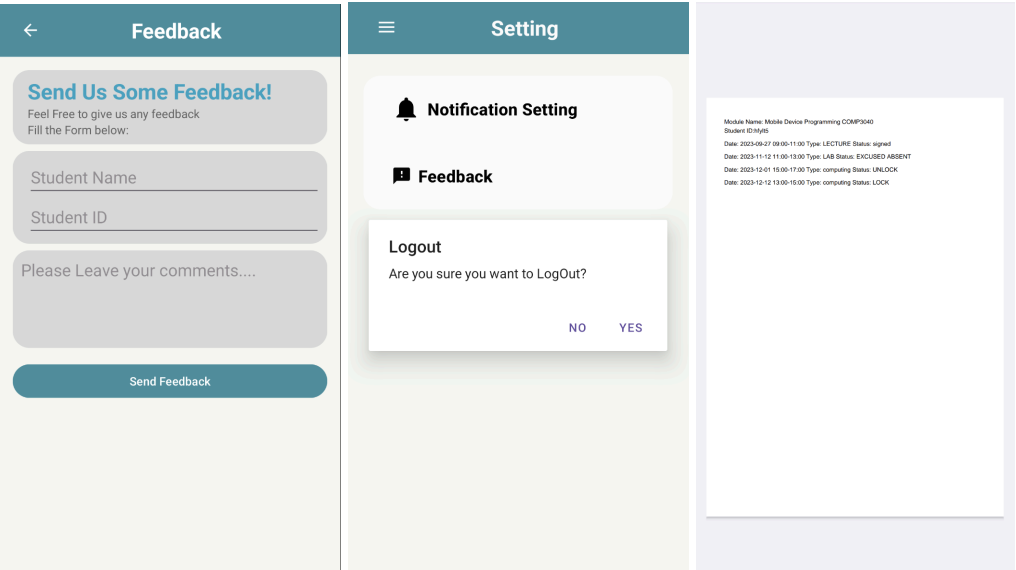 Feedback
Send Us Some Feedback!
Feel Free to give us any feedback
Fill the Form below:
Student Name
Student ID
Please Leave your comments....
Send Feedback
Setting
Notification Setting
Feedback
Logout
Are you sure you want to LogOut?
NO YES
Module Name: Mobile Device Programming COMP3040
Student ID:hfylt5
Date: 2023-09-27 09:00-11:00 Type: LECTURE Status: signed
Date: 2023-11-12 11:00-13:00 Type: LAB Status: EXCUSED ABSENT
Date: 2023-12-01 15:00-17:00 Type: computing Status: UNLOCK
Date: 2023-12-12 13:00-15:00 Type: computing Status: LOCK